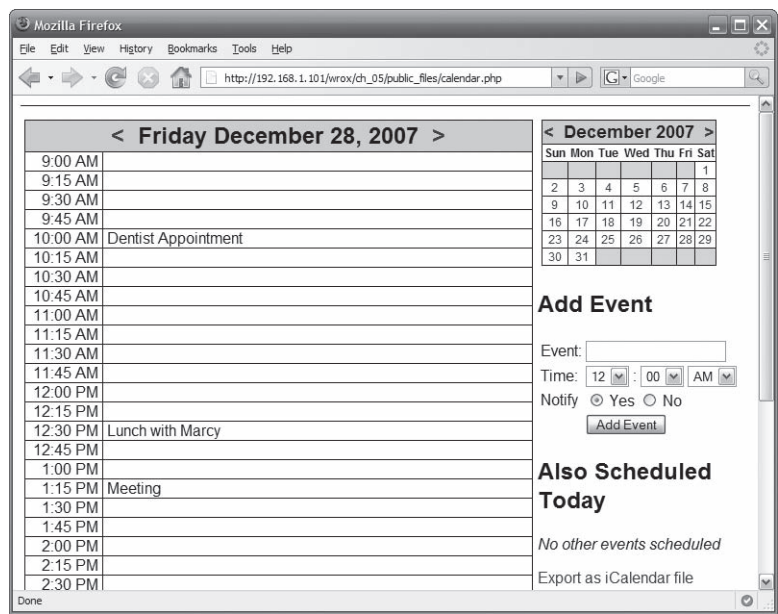 Mozilla Firefox
File Edit View History Bookmarks Tools Help
http://192.168.1.101/wrox/ch_05/public_files/calendar.php
G Google
< Friday December 28, 2007 >
9:00 AM
9:15 AM
9:30 AM
9:45 AM
10:00 AM Dentist Appointment
10:15 AM
10:30 AM
10:45 AM
11:00 AM
11:15 AM
11:30 AM
11:45 AM
12:00 PM
12:15 PM
12:30 PM Lunch with Marcy
12:45 PM
1:00 PM
1:15 PM Meeting
1:30 PM
1:45 PM
2:00 PM
2:15 PM
2:30 PM
< December 2007 >
Sun Mon Tue Wed Thu Fri Sat
1
2 3 4 5 6 7 8
9 10 11 12 13 14 15
16 17 18 19 20 21 22
23 24 25 26 27 28 29
30 31
Add Event
Event:
Time: 12 : 00 AM
Notify Yes No
Add Event
Also Scheduled
Today
No other events scheduled
Export as iCalendar file
Done